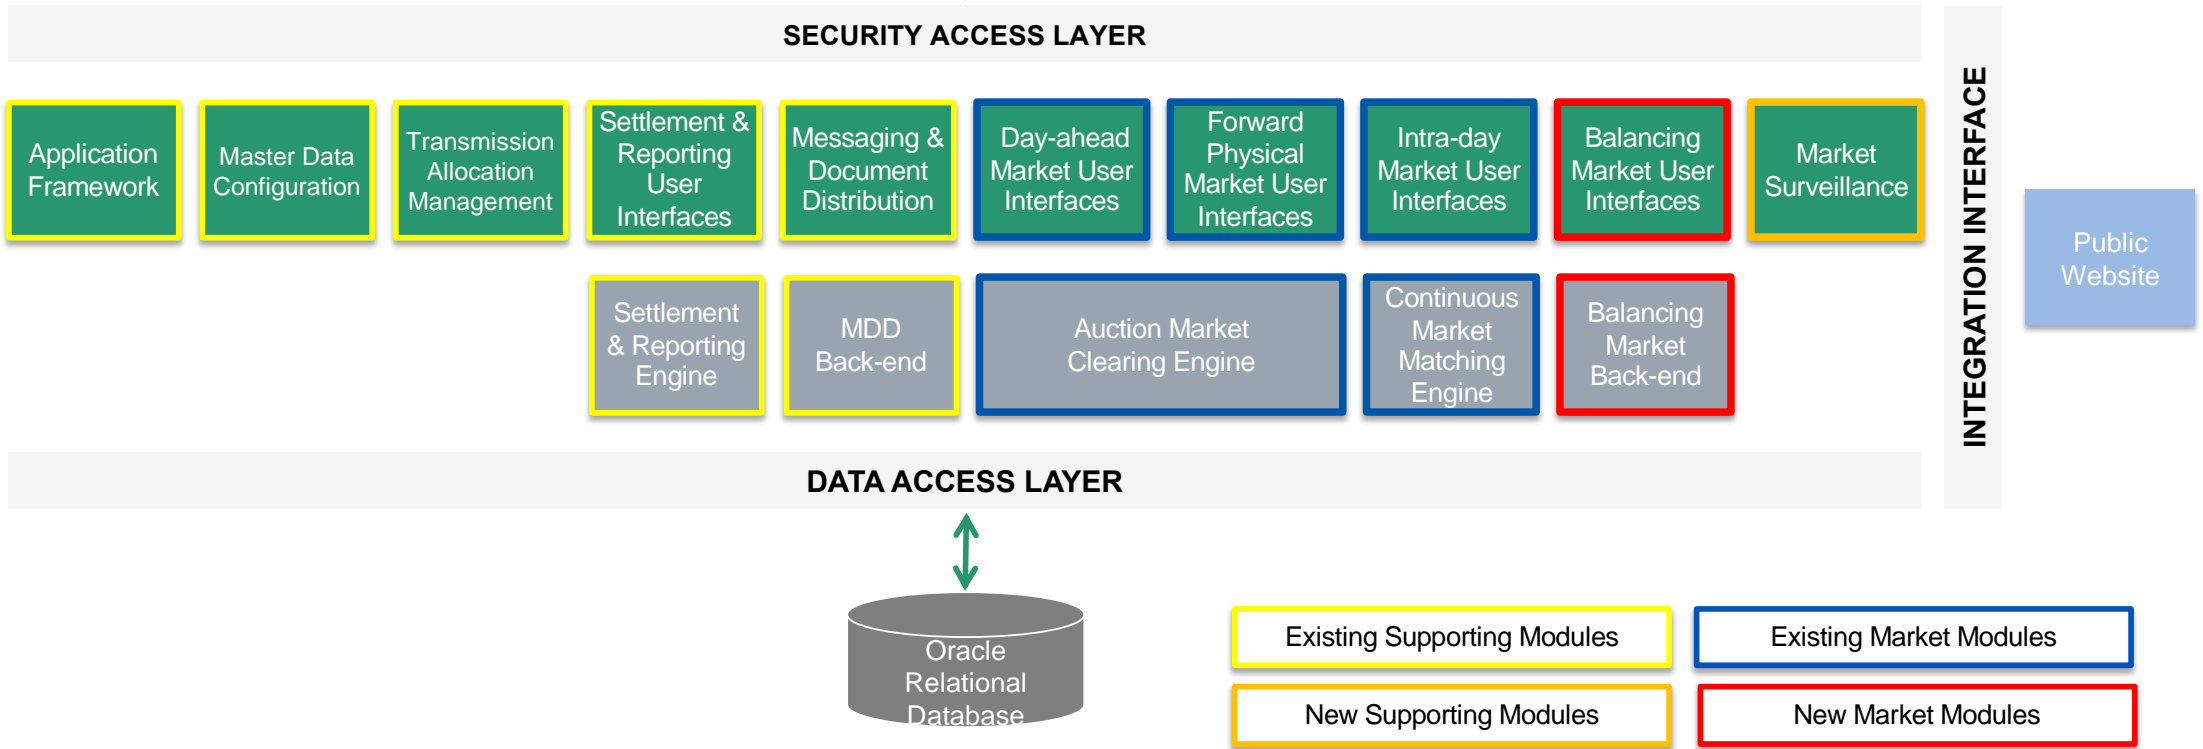 SECURITY ACCESS LAYER
Application
Framework
Master Data
Configuration
Transmission
Allocation
Management
Settlement &
Reporting
User
Interfaces
Messaging &
Document
Distribution
Day-ahead
Market User
Interfaces
Forward
Physical
Market User
Interfaces
Intra-day
Market User
Interfaces
Balancing
Market User
Interfaces
Market
Surveillance
INTEGRATION INTERFACE
Public
Website
Settlement
& Reporting
Engine
MDD
Back-end
Auction Market
Clearing Engine
Continuous
Market
Matching
Engine
Balancing
Market
Back-end
DATA ACCESS LAYER
Oracle
Relational
Database
Existing Supporting Modules
Existing Market Modules
New Supporting Modules
New Market Modules